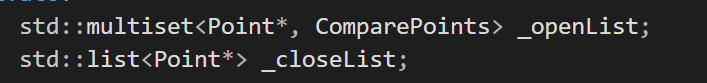 std::multiset<Point*, ComparePoints> _openList;
std::list<Point*> _closeList;